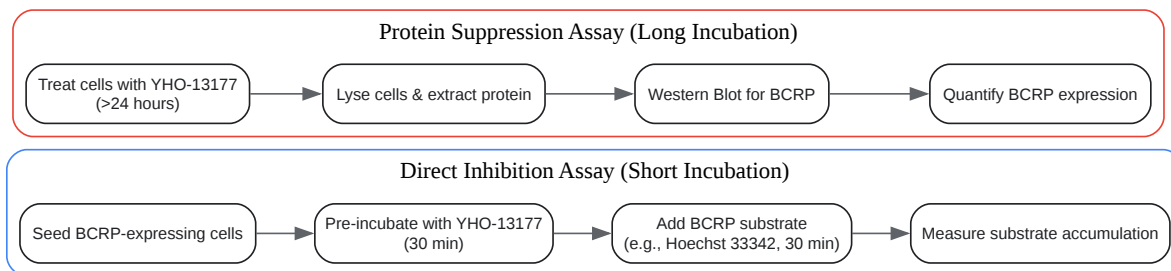 Protein Suppression Assay (Long Incubation)
Treat cells with YHO-13177
(>24 hours)
Lyse cells & extract protein
Western Blot for BCRP
Quantify BCRP expression
Direct Inhibition Assay (Short Incubation)
Seed BCRP-expressing cells
Pre-incubate with YHO-13177
(30 min)
Add BCRP substrate
(e.g., Hoechst 33342, 30 min)
Measure substrate accumulation